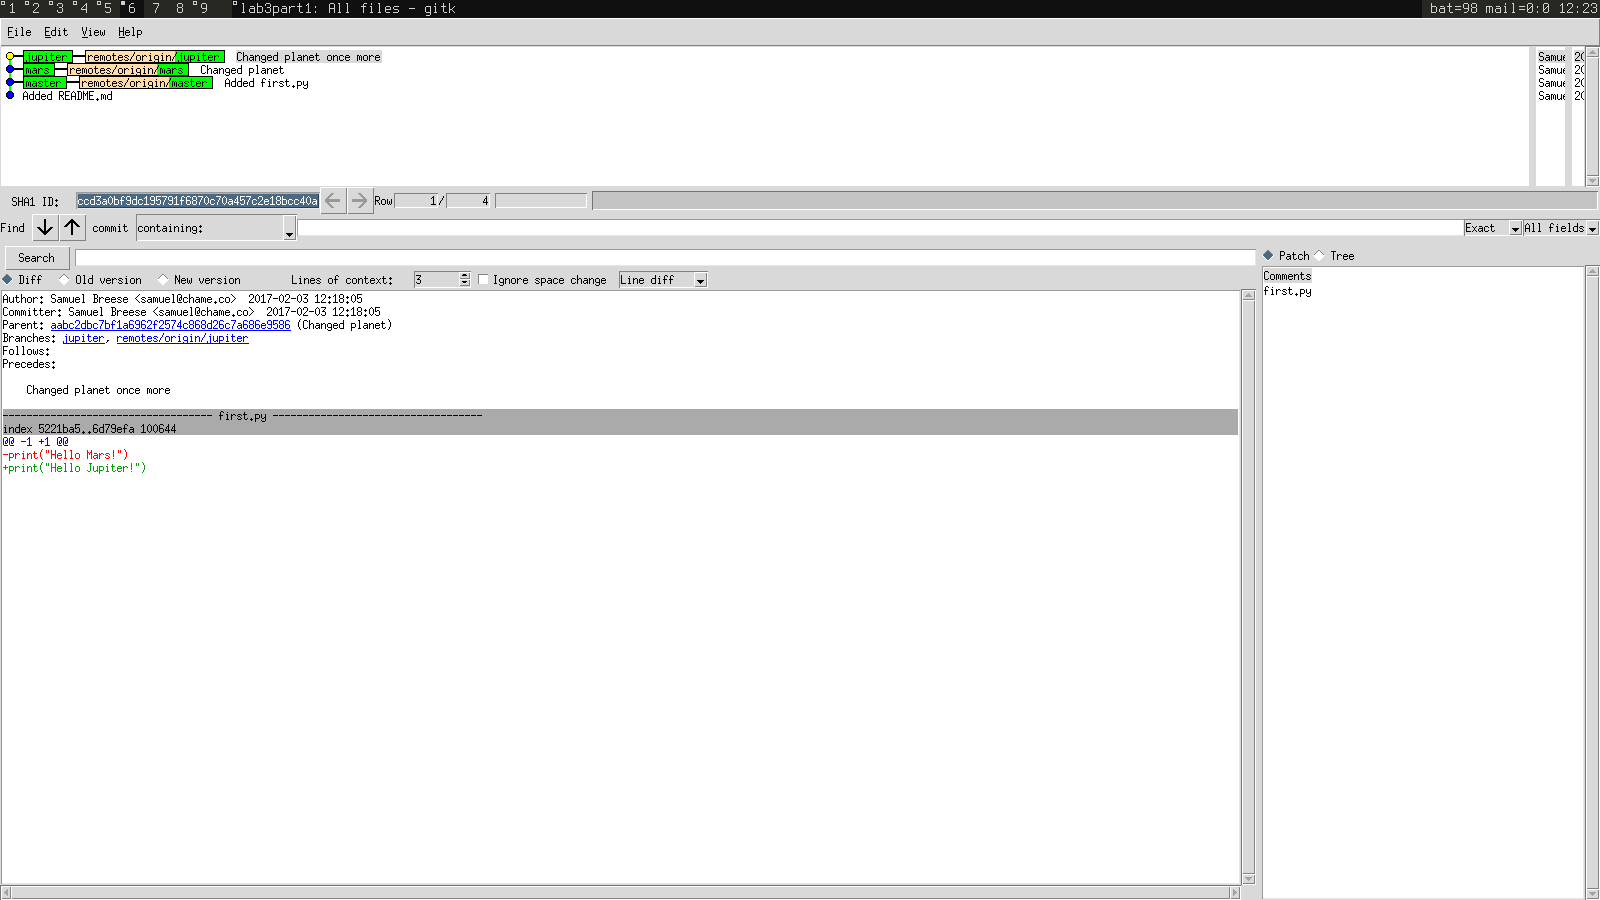 1 2 3 4 5 6 7 8 9 lab3part1: All files - gitk bat=98 mail=0:0 12:23
File Edit View Help
jupiter remotes/origin/jupiter Changed planet once more Samue 20
mars remotes/origin/mars Changed planet Samue 20
master remotes/origin/master Added first.py Samue 20
Added README.md Samue 20
SHA1 ID: ccd3a0bf9dc195791f6870c70a457c2e18bcc40a Row 1/ 4
Find commit containing: Exact All fields
Search Patch Tree
Diff Old version New version Lines of context: 3 Ignore space change Line diff
Comments
first.py
Author: Samuel Breese <samuel@chame.co> 2017-02-03 12:18:05
Committer: Samuel Breese <samuel@chame.co> 2017-02-03 12:18:05
Parent: aabc2dbc7bf1a6962f2574c868d26c7a686e9586 (Changed planet)
Branches: jupiter, remotes/origin/jupiter
Follows:
Precedes:
Changed planet once more
----------------------------------- first.py -----------------------------------
index 5221ba5..6d79efa 100644
@@ -1 +1 @@
-print("Hello Mars!")
+print("Hello Jupiter!")